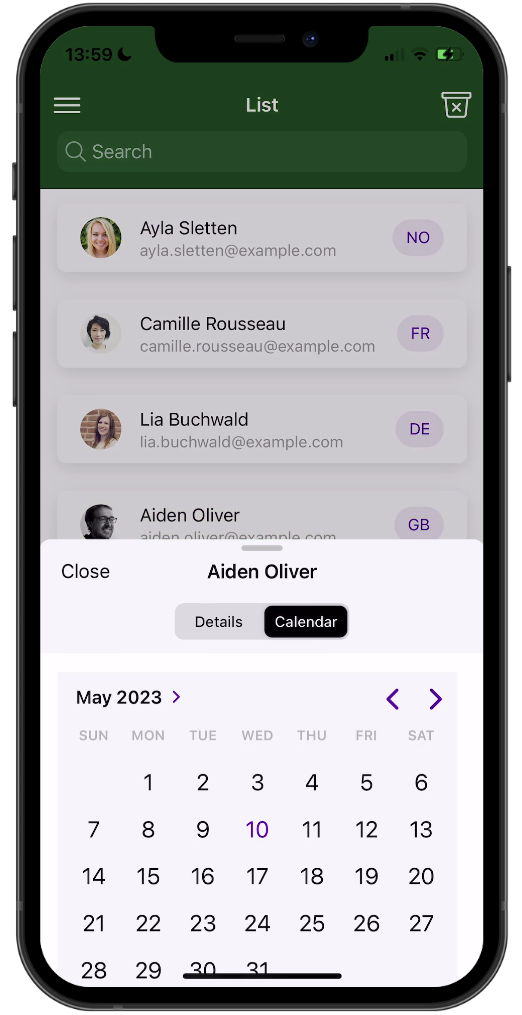 13:59
List
Search
Ayla Sletten
ayla.sletten@example.com
NO
Camille Rousseau
camille.rousseau@example.com
FR
Lia Buchwald
lia.buchwald@example.com
DE
Aiden Oliver
aiden.oliver@example.com
GB
Close
Aiden Oliver
Details
Calendar
May 2023
SUN MON TUE WED THU FRI SAT
1 2 3 4 5 6
7 8 9 10 11 12 13
14 15 16 17 18 19 20
21 22 23 24 25 26 27
28 29 30 31